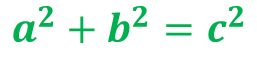 a² + b² = c²